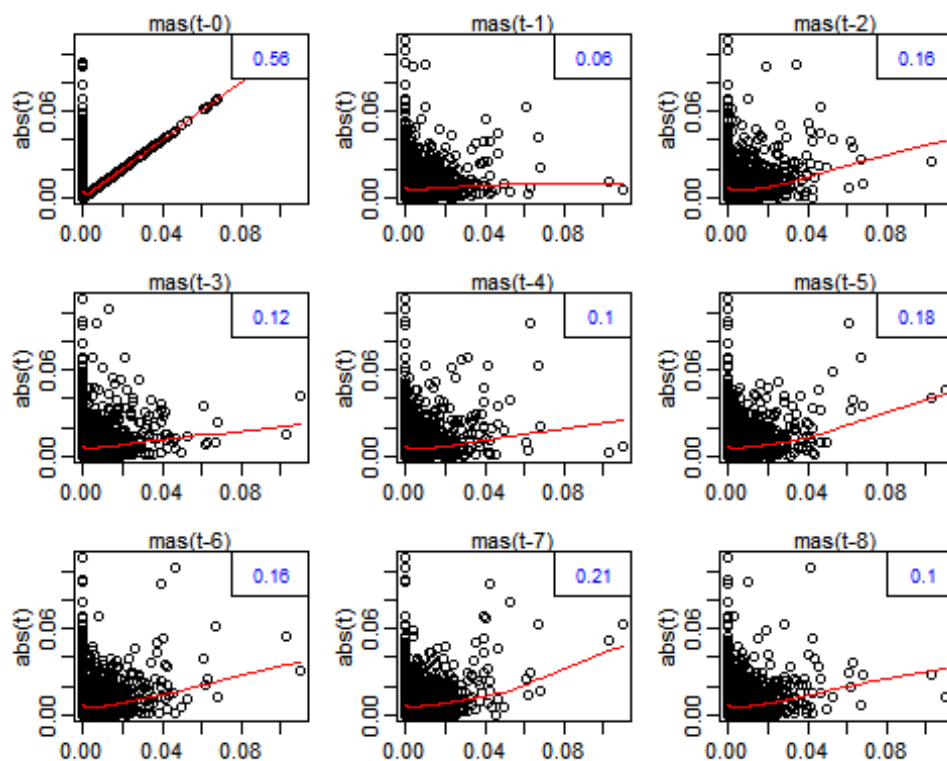 mas(t-0) mas(t-1) mas(t-2)
0.56 0.06 0.16
abs(t) abs(t) abs(t)
0.06 0.06 0.06
0.00 0.00 0.00
0.00 0.04 0.08 0.00 0.04 0.08 0.00 0.04 0.08
mas(t-3) mas(t-4) mas(t-5)
0.12 0.1 0.18
abs(t) abs(t) abs(t)
0.06 0.06 0.06
0.00 0.00 0.00
0.00 0.04 0.08 0.00 0.04 0.08 0.00 0.04 0.08
mas(t-6) mas(t-7) mas(t-8)
0.16 0.21 0.1
abs(t) abs(t) abs(t)
0.06 0.06 0.06
0.00 0.00 0.00
0.00 0.04 0.08 0.00 0.04 0.08 0.00 0.04 0.08